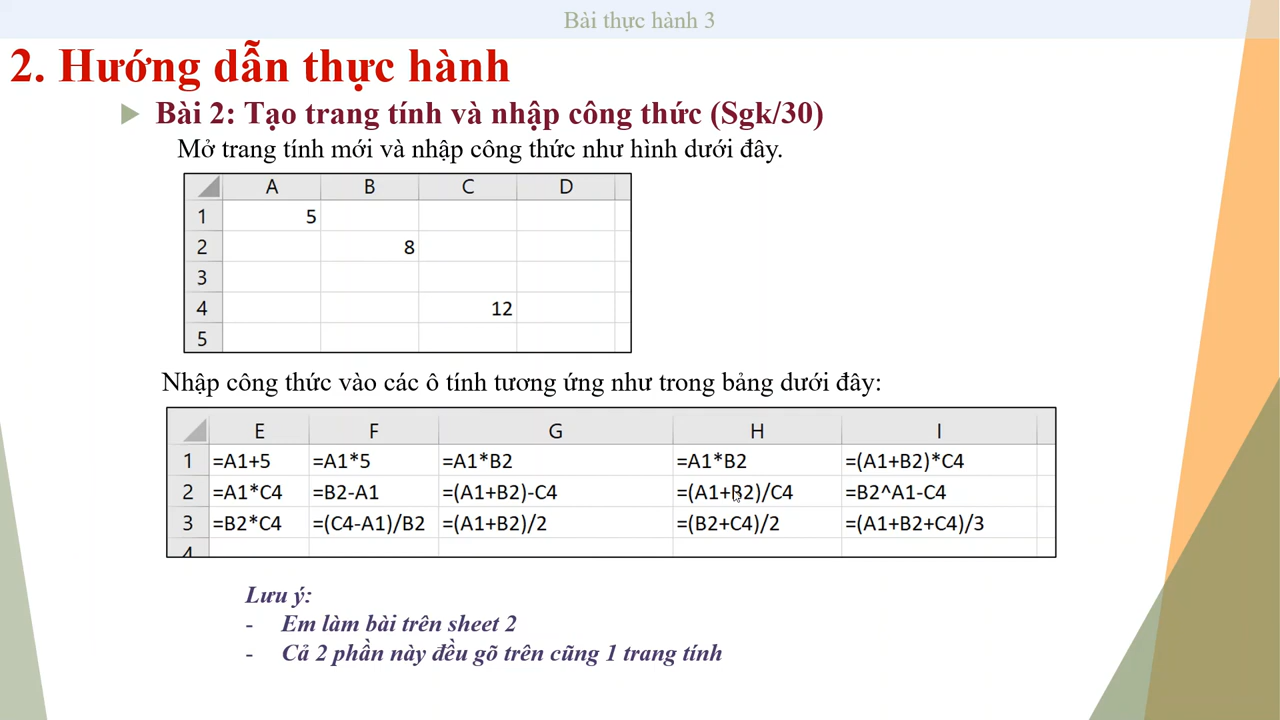 Bài thực hành 3
2. Hướng dẫn thực hành
Bài 2: Tạo trang tính và nhập công thức (Sgk/30)
Mở trang tính mới và nhập công thức như hình dưới đây.
A B C D
1 5
2 8
3
4 12
5
Nhập công thức vào các ô tính tương ứng như trong bảng dưới đây:
E F G H I
1 =A1+5 =A1*5 =A1*B2 =A1*B2 =(A1+B2)*C4
2 =A1*C4 =B2-A1 =(A1+B2)-C4 =(A1+B2)/C4 =B2^A1-C4
3 =B2*C4 =(C4-A1)/B2 =(A1+B2)/2 =(B2+C4)/2 =(A1+B2+C4)/3
4
Lưu ý:
- Em làm bài trên sheet 2
- Cả 2 phần này đều gõ trên cũng 1 trang tính